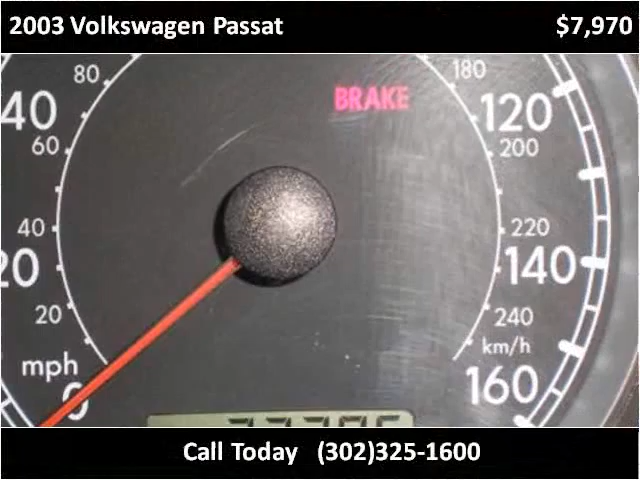 2003 Volkswagen Passat $7,970
80 180
40 BRAKE 120
60 200
40 220
20 140
20 240
mph km/h
0 160
Call Today (302)325-1600